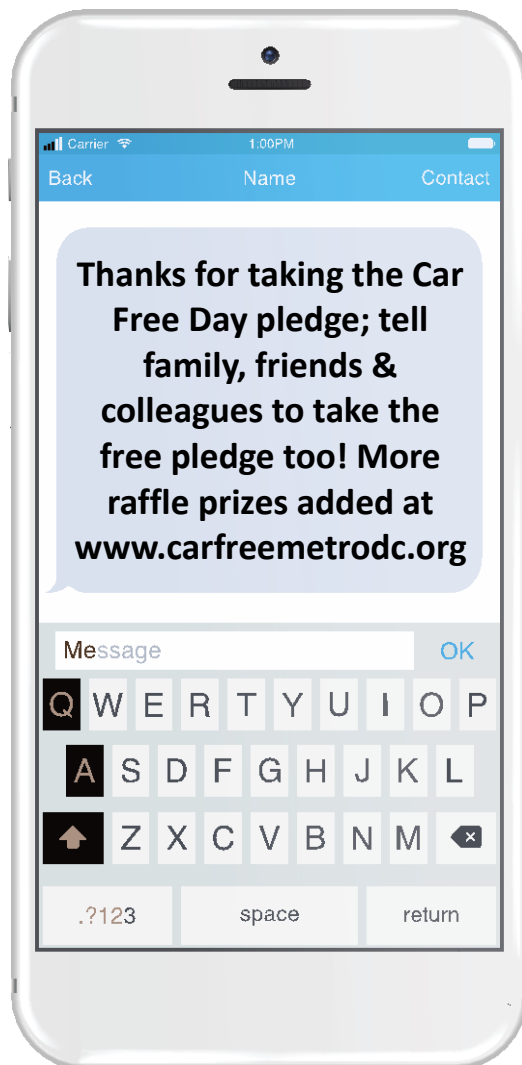 Carrier 1:00PM
Back Name Contact
Thanks for taking the Car
Free Day pledge; tell
family, friends &
colleagues to take the
free pledge too! More
raffle prizes added at
www.carfreemetrodc.org
Message OK
Q W E R T Y U I O P
A S D F G H J K L
Z X C V B N M
.?123 space return